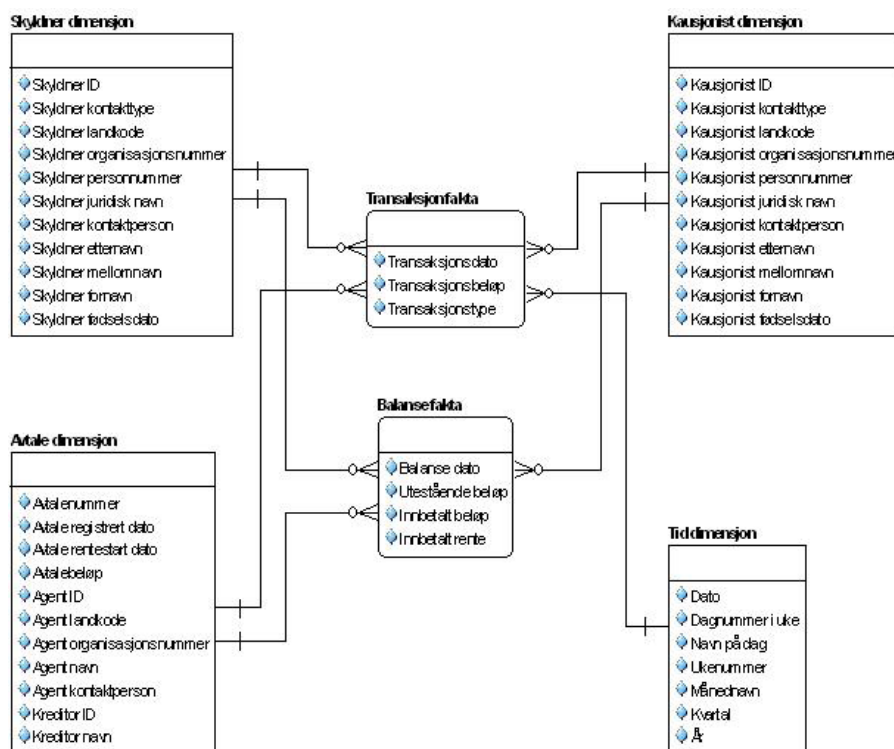 Skyldner dimensjon
Skyldner ID
Skyldner kontakttype
Skyldner landkode
Skyldner organisasjonsnummer
Skyldner personnummer
Skyldner juridisk navn
Skyldner kontaktperson
Skyldner etternavn
Skyldner mellomnavn
Skyldner fornavn
Skyldner fødselsdato
Kausjonist dimensjon
Kausjonist ID
Kausjonist kontakttype
Kausjonist landkode
Kausjonist organisasjonsnummer
Kausjonist personnummer
Kausjonist juridisk navn
Kausjonist kontaktperson
Kausjonist etternavn
Kausjonist mellomnavn
Kausjonist fornavn
Kausjonist fødselsdato
Transaksjonfakta
Transaksjonsdato
Transaksjonsbeløp
Transaksjonstype
Balansefakta
Balanse dato
Utestående beløp
Innbetalt beløp
Innbetalt rente
Avtale dimensjon
Avtalenummer
Avtale registrert dato
Avtale rentestart dato
Avtalebeløp
Agent ID
Agent landkode
Agent organisasjonsnummer
Agent navn
Agent kontaktperson
Kreditor ID
Kreditor navn
Tid dimensjon
Dato
Dagnummer i uke
Navn på dag
Ukenummer
Månednavn
Kvartal
År